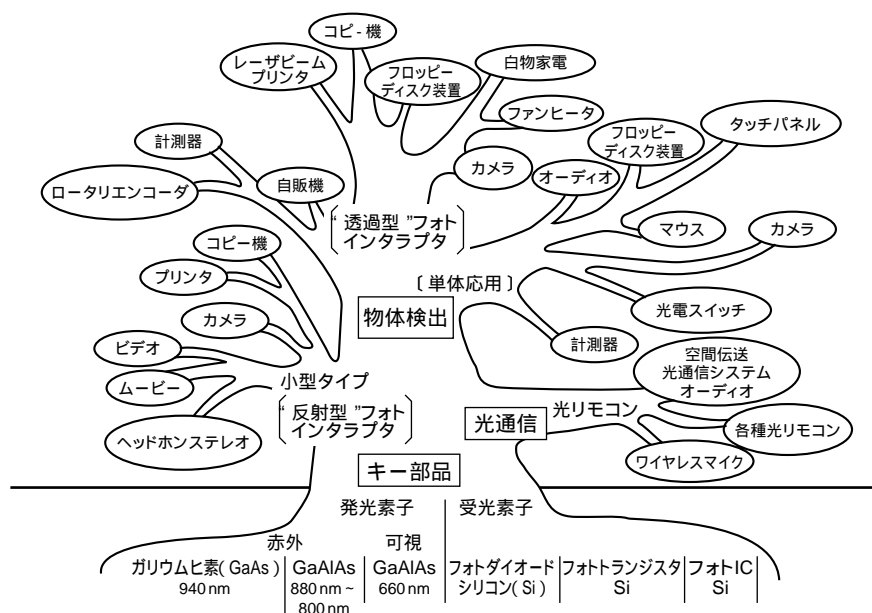 コピ-機
レーザビーム
プリンタ
フロッピー
ディスク装置
白物家電
ファンヒータ
フロッピー
ディスク装置
タッチパネル
計測器
ロータリエンコーダ
自販機
カメラ
オーディオ
“透過型”フォト
インタラプタ
マウス
カメラ
コピー機
プリンタ
〔単体応用〕
光電スイッチ
物体検出
カメラ
計測器
ビデオ
空間伝送
光通信システム
オーディオ
ムービー
小型タイプ
“反射型”フォト
インタラプタ
光通信
光リモコン
各種光リモコン
ヘッドホンステレオ
ワイヤレスマイク
キー部品
発光素子
受光素子
赤外
可視
ガリウムヒ素(GaAs)
940nm
GaAlAs
880nm~
800nm
GaAlAs
660nm
フォトダイオード
シリコン(Si)
フォトトランジスタ
Si
フォトIC
Si